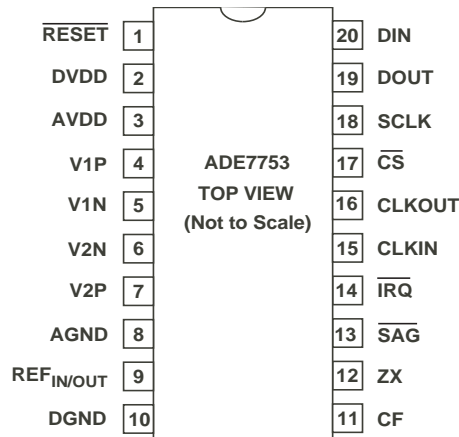 RESET 1
DVDD 2
AVDD 3
V1P 4
V1N 5
V2N 6
V2P 7
AGND 8
REFIN/OUT 9
DGND 10
ADE7753
TOP VIEW
(Not to Scale)
20 DIN
19 DOUT
18 SCLK
17 CS
16 CLKOUT
15 CLKIN
14 IRQ
13 SAG
12 ZX
11 CF